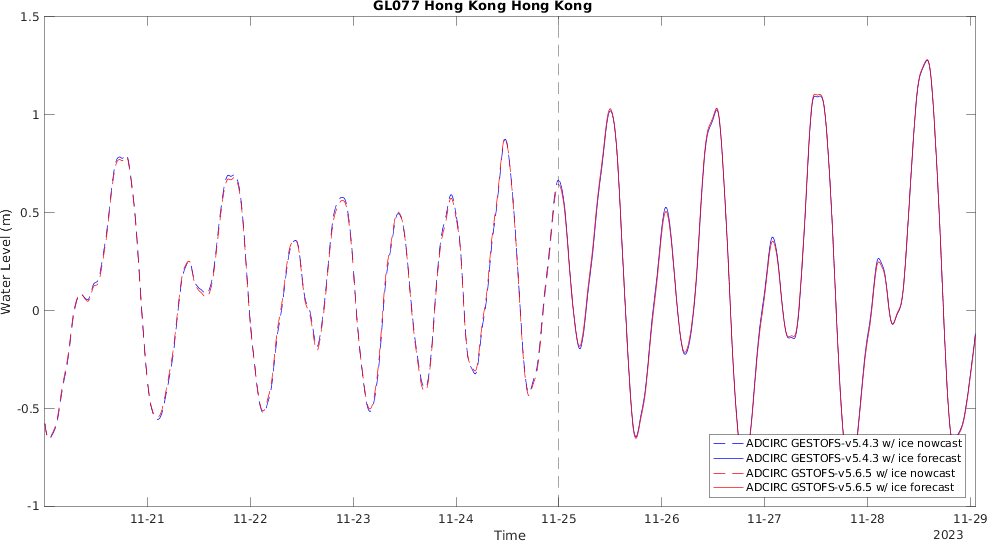 GL077 Hong Kong Hong Kong
1.5
1
0.5
0
-0.5
-1
Water Level (m)
11-21
11-22
11-23
11-24
11-25
11-26
11-27
11-28
11-29
Time
2023
ADCIRC GESTOFS-v5.4.3 w/ ice nowcast
ADCIRC GESTOFS-v5.4.3 w/ ice forecast
ADCIRC GSTOFS-v5.6.5 w/ ice nowcast
ADCIRC GSTOFS-v5.6.5 w/ ice forecast